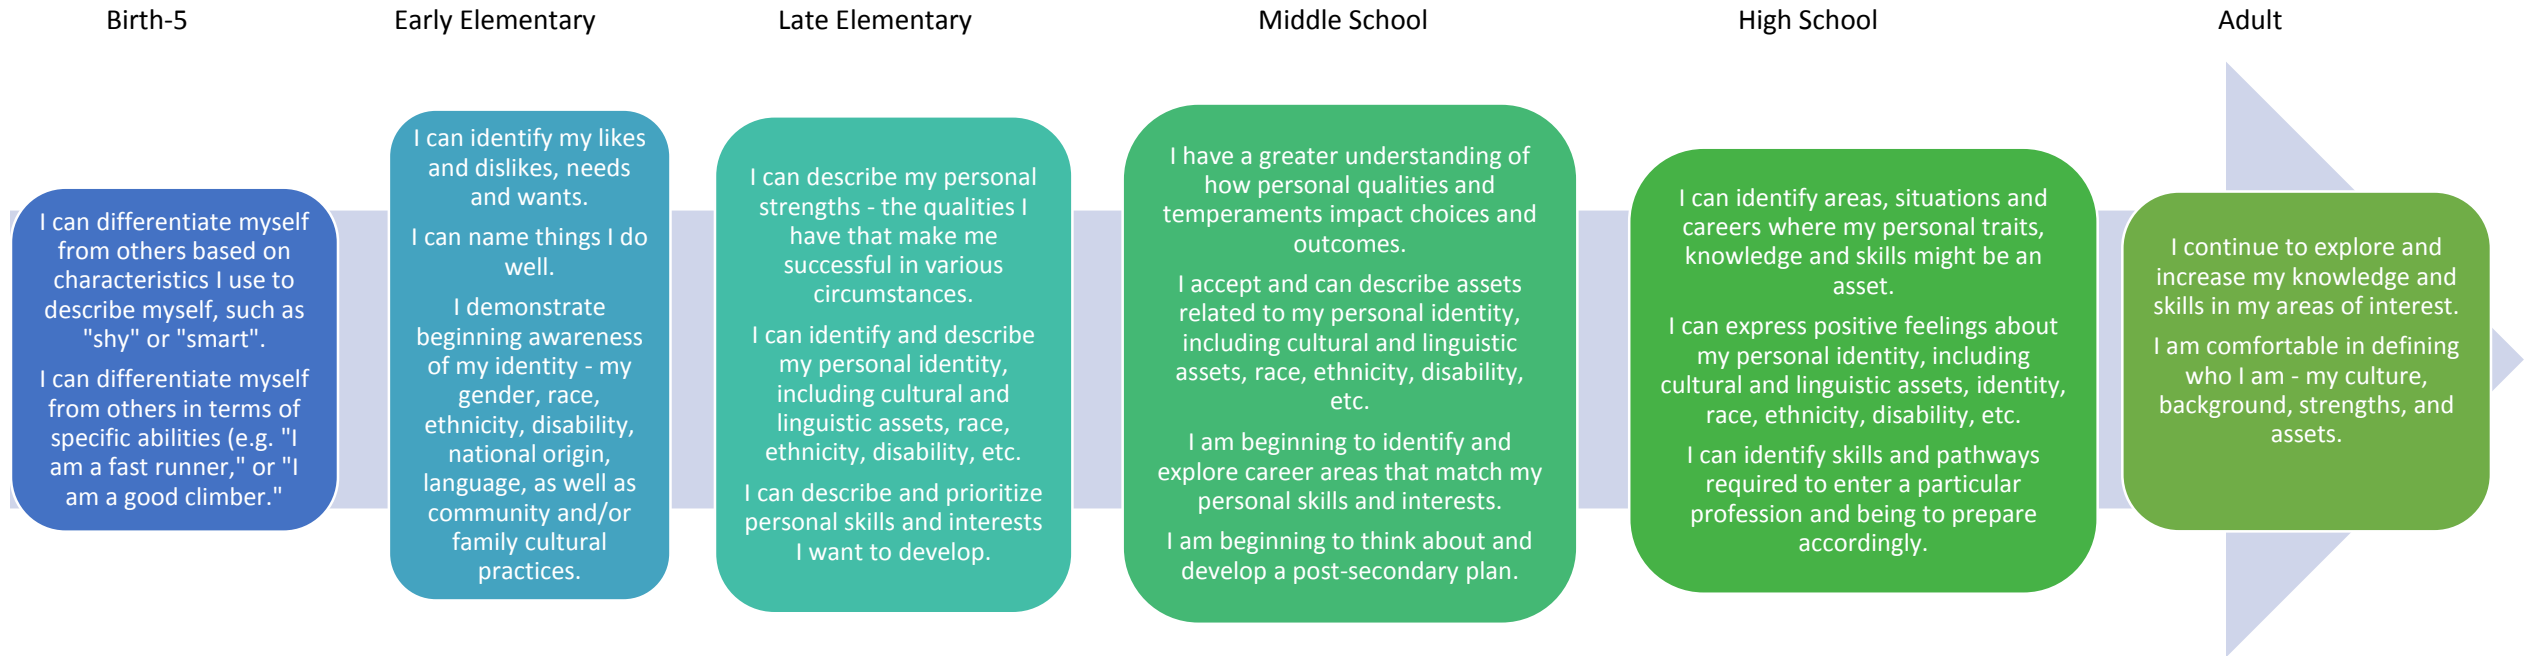 Birth-5
Early Elementary
Late Elementary
Middle School
High School
Adult
I can differentiate myself
from others based on
characteristics I use to
describe myself, such as
"shy" or "smart".
I can differentiate myself
from others in terms of
specific abilities (e.g. "I
am a fast runner," or "I
am a good climber."
I can identify my likes
and dislikes, needs
and wants.
I can name things I do
well.
I demonstrate
beginning awareness
of my identity - my
gender, race,
ethnicity, disability,
national origin,
language, as well as
community and/or
family cultural
practices.
I can describe my personal
strengths - the qualities I
have that make me
successful in various
circumstances.
I can identify and describe
my personal identity,
including cultural and
linguistic assets, race,
ethnicity, disability, etc.
I can describe and prioritize
personal skills and interests
I want to develop.
I have a greater understanding of
how personal qualities and
temperaments impact choices and
outcomes.
I accept and can describe assets
related to my personal identity,
including cultural and linguistic
assets, race, ethnicity, disability,
etc.
I am beginning to identify and
explore career areas that match my
personal skills and interests.
I am beginning to think about and
develop a post-secondary plan.
I can identify areas, situations and
careers where my personal traits,
knowledge and skills might be an
asset.
I can express positive feelings about
my personal identity, including
cultural and linguistic assets, identity,
race, ethnicity, disability, etc.
I can identify skills and pathways
required to enter a particular
profession and being to prepare
accordingly.
I continue to explore and
increase my knowledge and
skills in my areas of interest.
I am comfortable in defining
who I am - my culture,
background, strengths, and
assets.